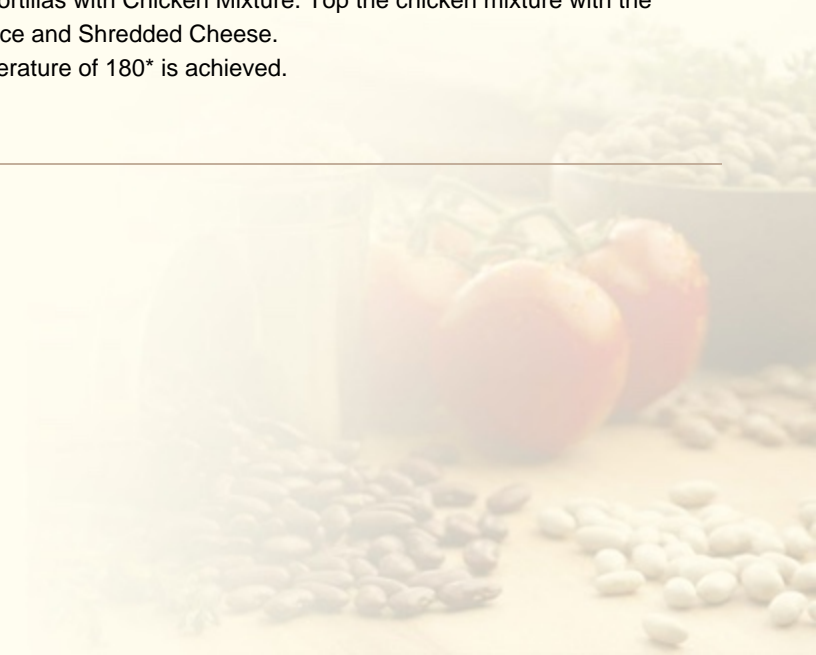 ortillas with Chicken Mixture. Top the chicken mixture with the
ce and Shredded Cheese.
erature of 180* is achieved.